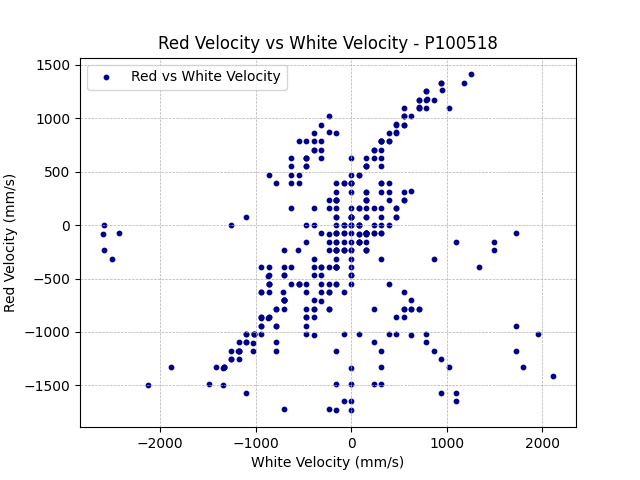 Red Velocity vs White Velocity - P100518
Red vs White Velocity
1500
1000
500
0
−500
−1000
−1500
Red Velocity (mm/s)
−2000 −1000 0 1000 2000
White Velocity (mm/s)